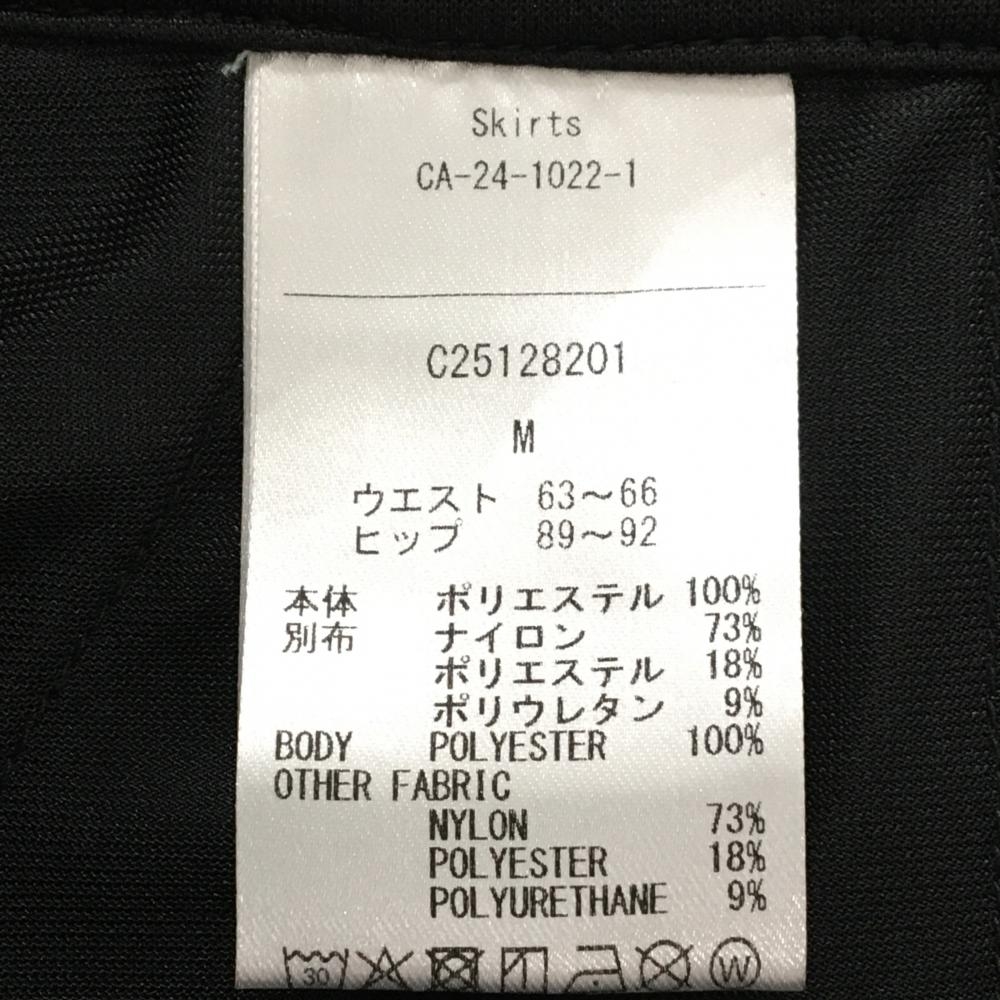 Skirts
CA-24-1022-1
C25128201
M
ウエスト 63～66
ヒップ 89～92
本体 ポリエステル 100%
別布 ナイロン 73%
ポリエステル 18%
ポリウレタン 9%
BODY POLYESTER 100%
OTHER FABRIC
NYLON 73%
POLYESTER 18%
POLYURETHANE 9%
30 W